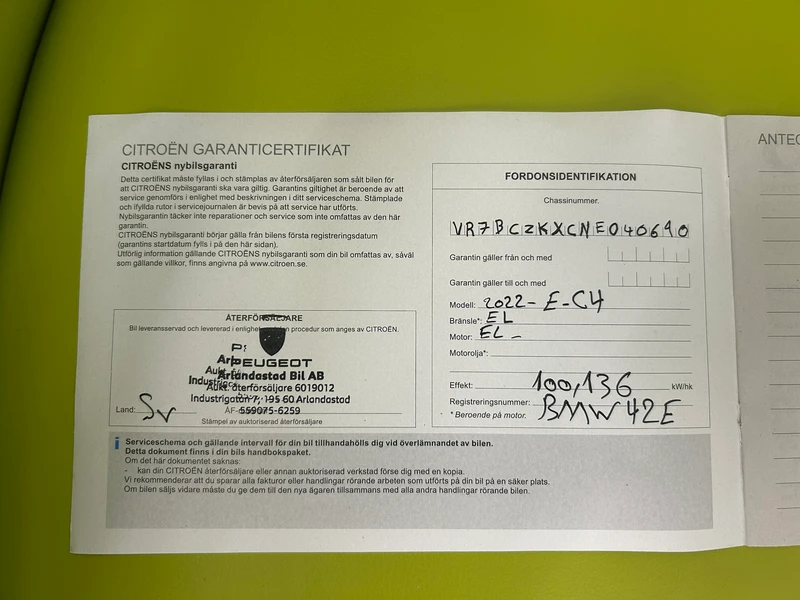 CITROËN GARANTICERTIFIKAT
CITROËNS nybilsgaranti
Detta certifikat måste fyllas i och stämplas av återförsäljaren som sålt bilen för
att CITROËNS nybilsgaranti ska vara giltig. Garantins giltighet är beroende av att
service genomförs i enlighet med beskrivningen i ditt serviceschema. Stämplade
och ifyllda rutor i servicejournalen är bevis på att service har utförts.
Nybilsgarantin täcker inte reparationer och service som inte omfattas av den här
garantin.
CITROËNS nybilsgaranti börjar gälla från bilens första registreringsdatum
(garantins startdatum fylls i på den här sidan).
Utförlig information gällande CITROËNS nybilsgaranti som din bil omfattas av, såväl
som gällande villkor, finns angivna på www.citroen.se.
ÅTERFÖRSÄLJARE
Bil leveransservad och levererad i enlighet procedur som anges av CITROËN.
PEUGEOT
Arlandastad Bil AB
Aukt. återförsäljare 6019012
Industrigatan 7, 195 60 Arlandastad
ÅF- 559075-6259
Land: Sv
Stämpel av auktoriserad återförsäljare
FORDONSIDENTIFIKATION
Chassinummer.
VR7BCZKXCNE040690
Garantin gäller från och med
Garantin gäller till och med
Modell: 2022- E-C4
Bränsle*: EL
Motor: EL -
Motorolja*:
Effekt: 100,136 kW/hk
Registreringsnummer: BMW42E
* Beroende på motor.
i Serviceschema och gällande intervall för din bil tillhandahölls dig vid överlämnandet av bilen.
Detta dokument finns i din bils handbokspaket.
Om det här dokumentet saknas:
- kan din CITROËN återförsäljare eller annan auktoriserad verkstad förse dig med en kopia.
Vi rekommenderar att du sparar alla fakturor eller handlingar rörande arbeten som utförts på din bil på en säker plats.
Om bilen säljs vidare måste du ge dem till den nya ägaren tillsammans med alla andra handlingar rörande bilen.
ANTEC